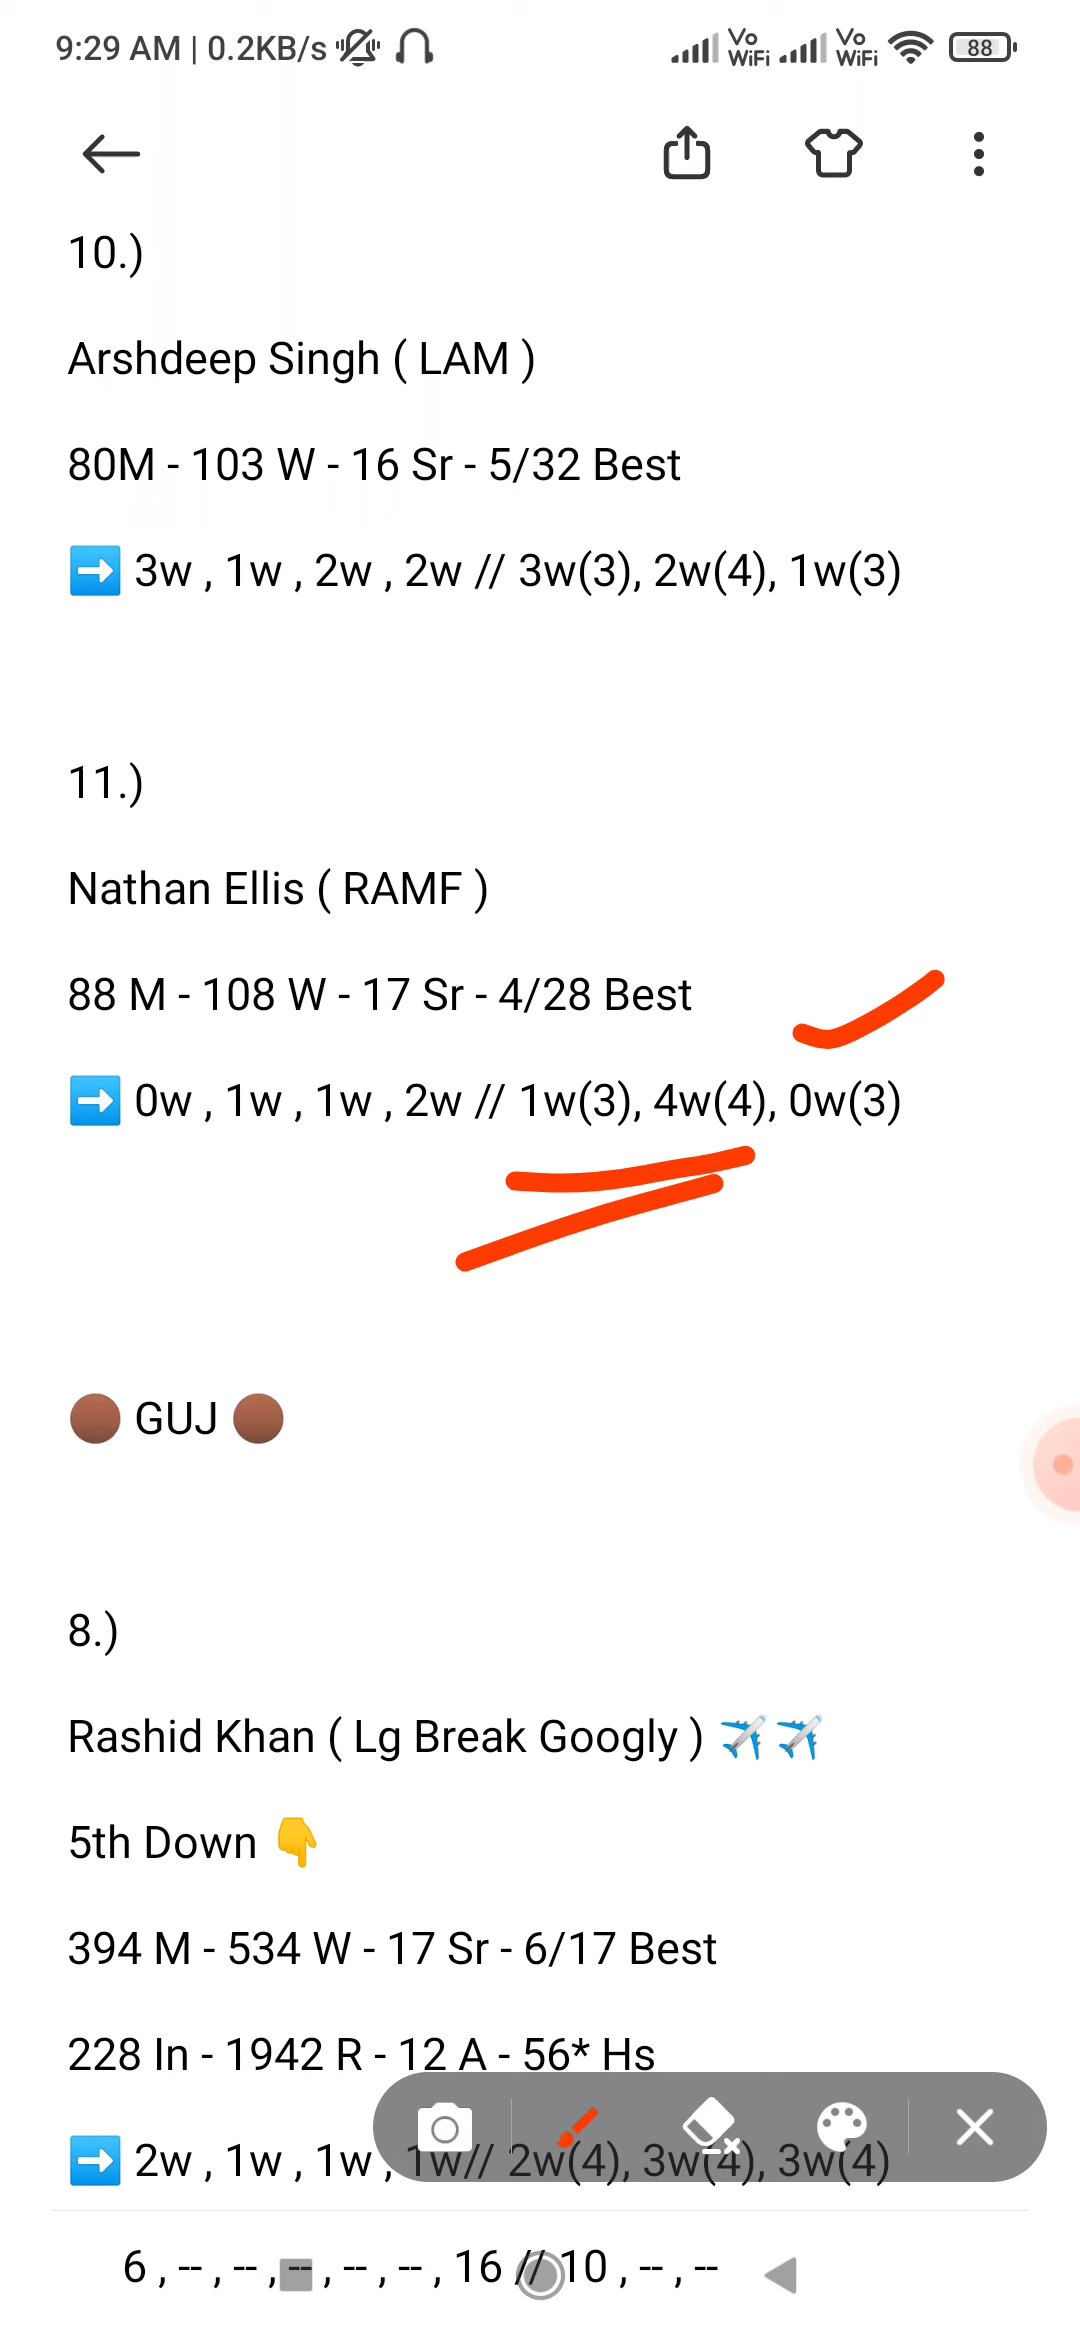 9:29 AM | 0.2KB/s Vo WiFi Vo WiFi 88
10.)
Arshdeep Singh ( LAM )
80M - 103 W - 16 Sr - 5/32 Best
➡️ 3w , 1w , 2w , 2w // 3w(3), 2w(4), 1w(3)
11.)
Nathan Ellis ( RAMF )
88 M - 108 W - 17 Sr - 4/28 Best
➡️ 0w , 1w , 1w , 2w // 1w(3), 4w(4), 0w(3)
🟤 GUJ 🟤
8.)
Rashid Khan ( Lg Break Googly ) ✈️ ✈️
5th Down 👇
394 M - 534 W - 17 Sr - 6/17 Best
228 In - 1942 R - 12 A - 56* Hs
➡️ 2w , 1w , 1w , 1w// 2w(4), 3w(4), 3w(4)
6 , -- , -- , -- , -- , -- , 16 // 10 , -- , --